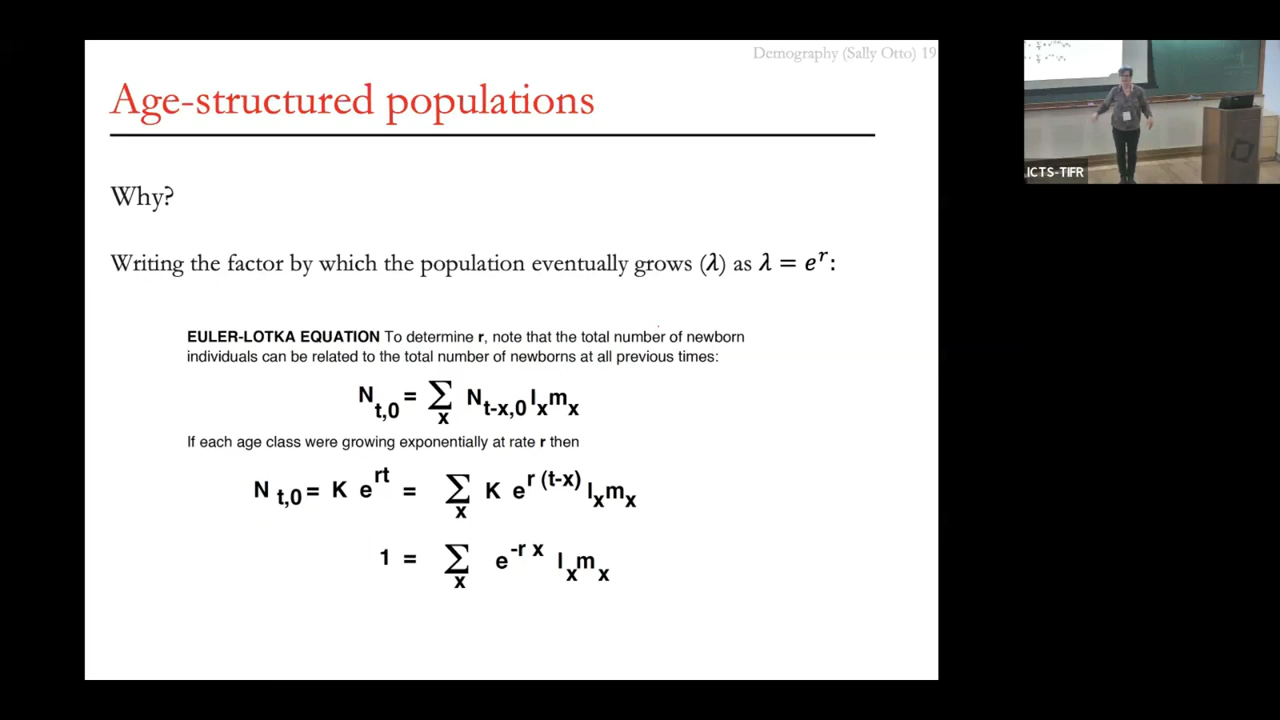 Demography (Sally Otto) 19
Age-structured populations
Why?
Writing the factor by which the population eventually grows (λ) as λ = e^r:
EULER-LOTKA EQUATION To determine r, note that the total number of newborn
individuals can be related to the total number of newborns at all previous times:
N_{t,0} = Σ_x N_{t-x,0} l_x m_x
If each age class were growing exponentially at rate r then
N_{t,0} = K e^{rt} = Σ_x K e^{r (t-x)} l_x m_x
1 = Σ_x e^{-r x} l_x m_x
ICTS-TIFR